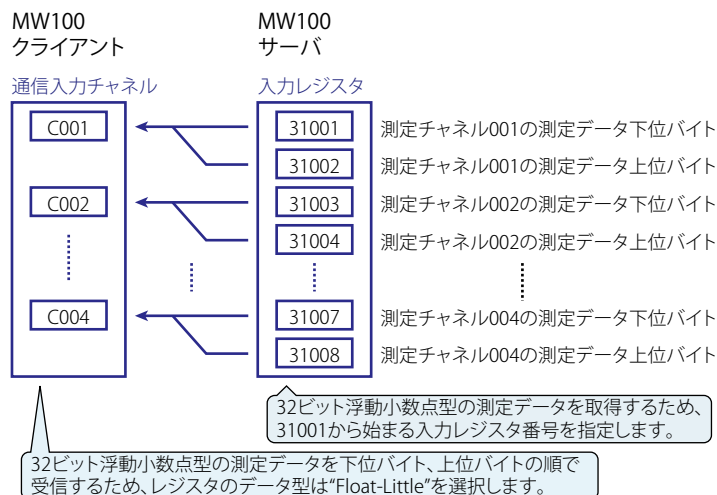 MW100
クライアント
MW100
サーバ
通信入力チャネル
入力レジスタ
C001
31001
測定チャネル001の測定データ下位バイト
31002
測定チャネル001の測定データ上位バイト
C002
31003
測定チャネル002の測定データ下位バイト
31004
測定チャネル002の測定データ上位バイト
C004
31007
測定チャネル004の測定データ下位バイト
31008
測定チャネル004の測定データ上位バイト
32ビット浮動小数点型の測定データを取得するため、
31001から始まる入力レジスタ番号を指定します。
32ビット浮動小数点型の測定データを下位バイト、上位バイトの順で
受信するため、レジスタのデータ型は“Float-Little”を選択します。